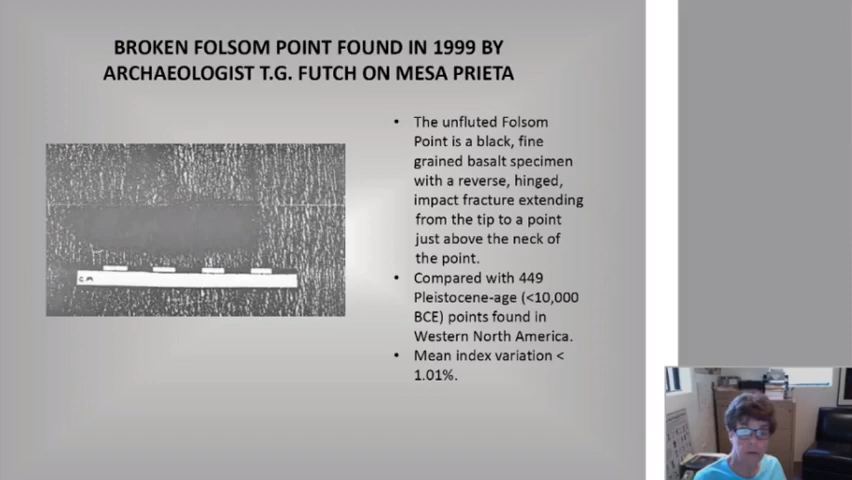 BROKEN FOLSOM POINT FOUND IN 1999 BY
ARCHAEOLOGIST T.G. FUTCH ON MESA PRIETA
• The unfluted Folsom
Point is a black, fine
grained basalt specimen
with a reverse, hinged,
impact fracture extending
from the tip to a point
just above the neck of
the point.
• Compared with 449
Pleistocene-age (<10,000
BCE) points found in
Western North America.
• Mean index variation <
1.01%.